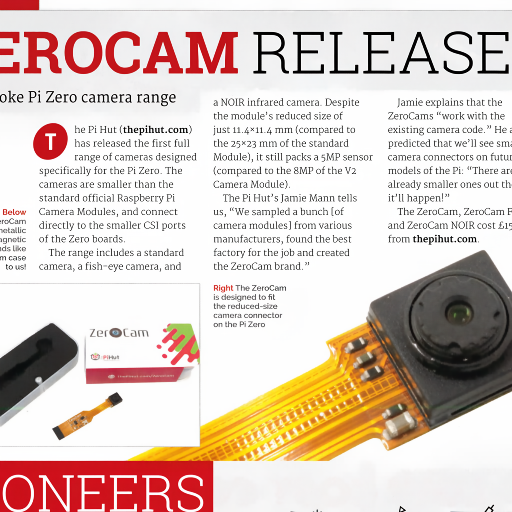 EROCAM RELEASE
oke Pi Zero camera range
The Pi Hut (thepihut.com)
has released the first full
range of cameras designed
specifically for the Pi Zero. The
cameras are smaller than the
standard official Raspberry Pi
Camera Modules, and connect
directly to the smaller CSI ports
of the Zero boards.
The range includes a standard
camera, a fish-eye camera, and
a NOIR infrared camera. Despite
the module's reduced size of
just 11.4×11.4 mm (compared to
the 25×23 mm of the standard
Module), it still packs a 5MP sensor
(compared to the 8MP of the V2
Camera Module).
The Pi Hut's Jamie Mann tells
us, "We sampled a bunch [of
camera modules] from various
manufacturers, found the best
factory for the job and created
the ZeroCam brand."
Jamie explains that the
ZeroCams "work with the
existing camera code." He a
predicted that we'll see sma
camera connectors on futur
models of the Pi: "There are
already smaller ones out the
it'll happen!"
The ZeroCam, ZeroCam F
and ZeroCam NOIR cost £15
from thepihut.com.
Below
eroCam
metallic
agnetic
nds like
m case
to us!
Right The ZeroCam
is designed to fit
the reduced-size
camera connector
on the Pi Zero
ZeroCam
PiHut
ONEERS